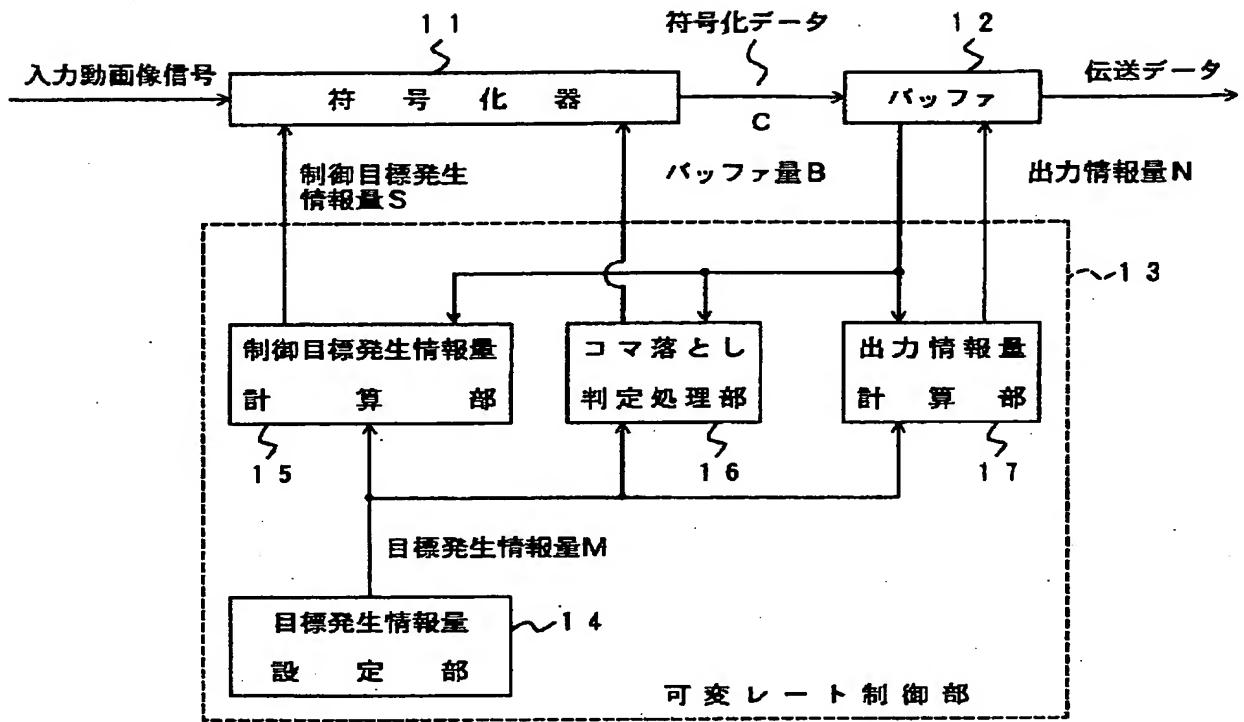 11
符号化データ
12
入力動画像信号
符号化器
バッファ
伝送データ
C
制御目標発生
情報量S
バッファ量B
出力情報量N
13
制御目標発生情報量
計算部
コマ落とし
判定処理部
出力情報量
計算部
15
16
17
目標発生情報量M
目標発生情報量
設定部
14
可変レート制御部